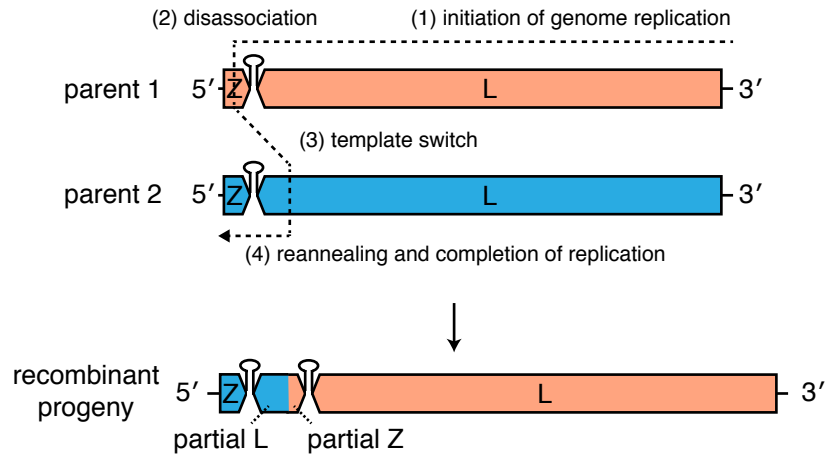 (2) disassociation (1) initiation of genome replication
parent 1 5′ Z L 3′
(3) template switch
parent 2 5′ Z L 3′
(4) reannealing and completion of replication
recombinant
progeny
5′ Z L 3′
partial L partial Z